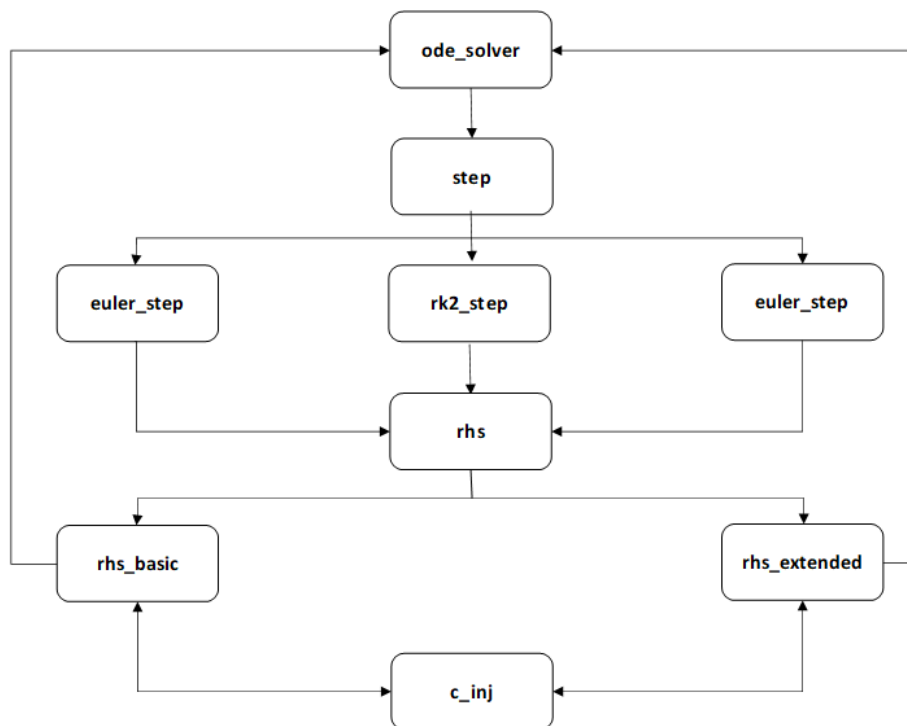 ode_solver
step
euler_step
rk2_step
euler_step
rhs
rhs_basic
rhs_extended
c_inj